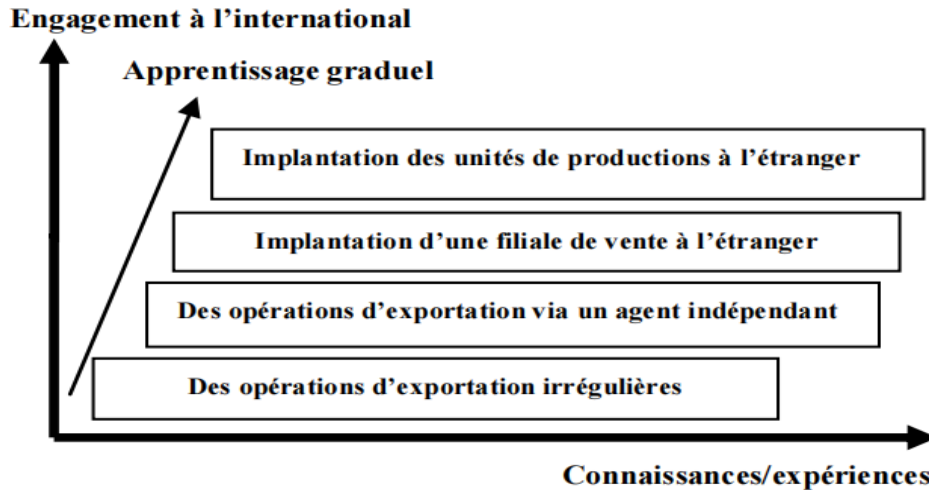 Engagement à l'international
Apprentissage graduel
Implantation des unités de productions à l'étranger
Implantation d'une filiale de vente à l'étranger
Des opérations d'exportation via un agent indépendant
Des opérations d'exportation irrégulières
Connaissances/expériences